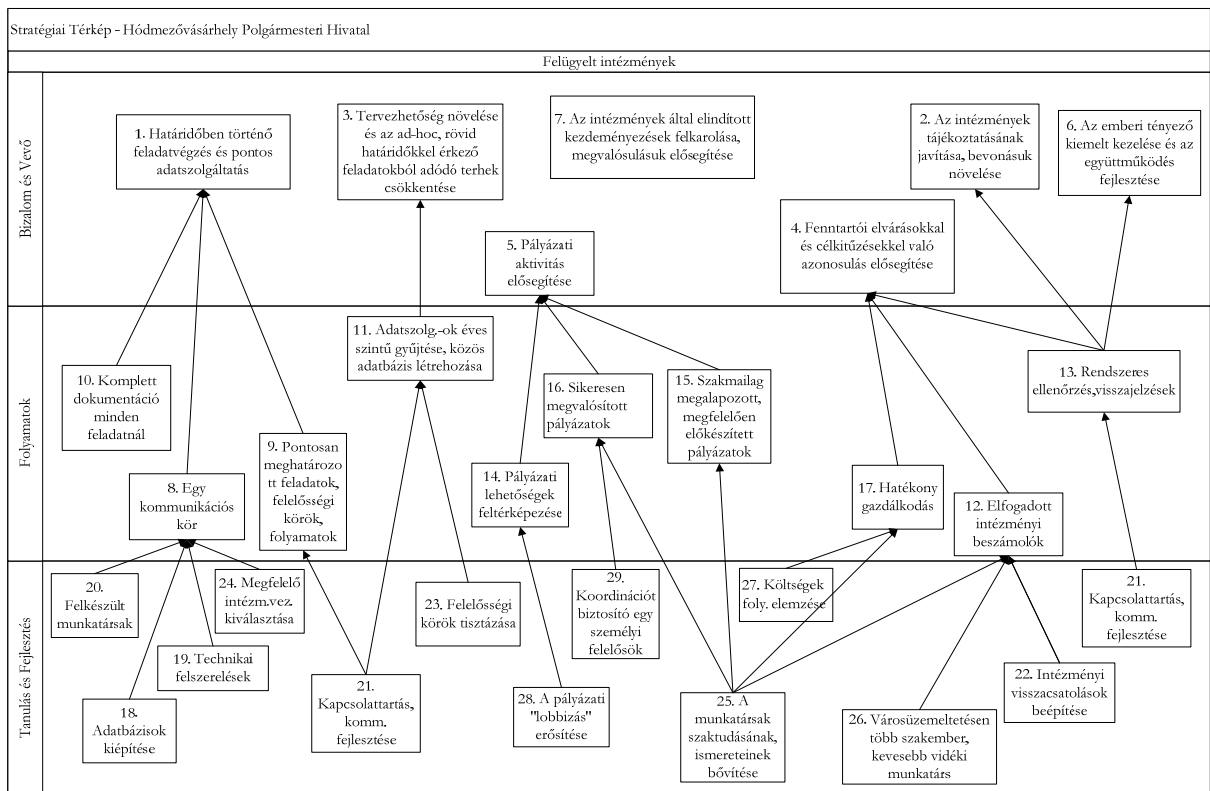 Stratégiai Térkép - Hódmezővásárhely Polgármesteri Hivatal
Felügyelt intézmények
Bizalom és Vevő
1. Határidőben történő
feladatvégzés és pontos
adatszolgáltatás
3. Tervezhetőség növelése
és az ad-hoc, rövid
határidőkkel érkező
feladatokból adódó terhek
csökkentése
7. Az intézmények által elindított
kezdeményezések felkarolása,
megvalósulásuk elősegítése
2. Az intézmények
tájékoztatásának
javítása, bevonásuk
növelése
6. Az emberi tényező
kiemelt kezelése és az
együttműködés
fejlesztése
5. Pályázati
aktivitás
elősegítése
4. Fenntartói elvárásokkal
és célkitűzésekkel való
azonosulás elősegítése
Folyamatok
10. Komplett
dokumentáció
minden
feladatnál
8. Egy
kommunikációs
kör
9. Pontosan
meghatározo
tt feladatok,
felelősségi
körök,
folyamatok
11. Adatszolg.-ok éves
szintű gyűjtése, közös
adatbázis létrehozása
14. Pályázati
lehetőségek
feltérképezése
16. Sikeresen
megvalósított
pályázatok
15. Szakmailag
megalapozott,
megfelelően
előkészített
pályázatok
17. Hatékony
gazdálkodás
12. Elfogadott
intézményi
beszámolók
13. Rendszeres
ellenőrzés,visszajelzések
Tanulás és Fejlesztés
20.
Felkészült
munkatársak
24. Megfelelő
intézm.vez.
kiválasztása
19. Technikai
felszerelések
18.
Adatbázisok
kiépítése
21.
Kapcsolattartás,
komm.
fejlesztése
23. Felelősségi
körök tisztázása
28. A pályázati
"lobbizás"
erősítése
29.
Koordinációt
biztosító egy
személyi
felelősök
25. A
munkatársak
szaktudásának,
ismereteinek
bővítése
27. Költségek
foly. elemzése
26. Városüzemeltetésen
több szakember,
kevesebb vidéki
munkatárs
22. Intézményi
visszacsatolások
beépítése
21.
Kapcsolattartás,
komm.
fejlesztése